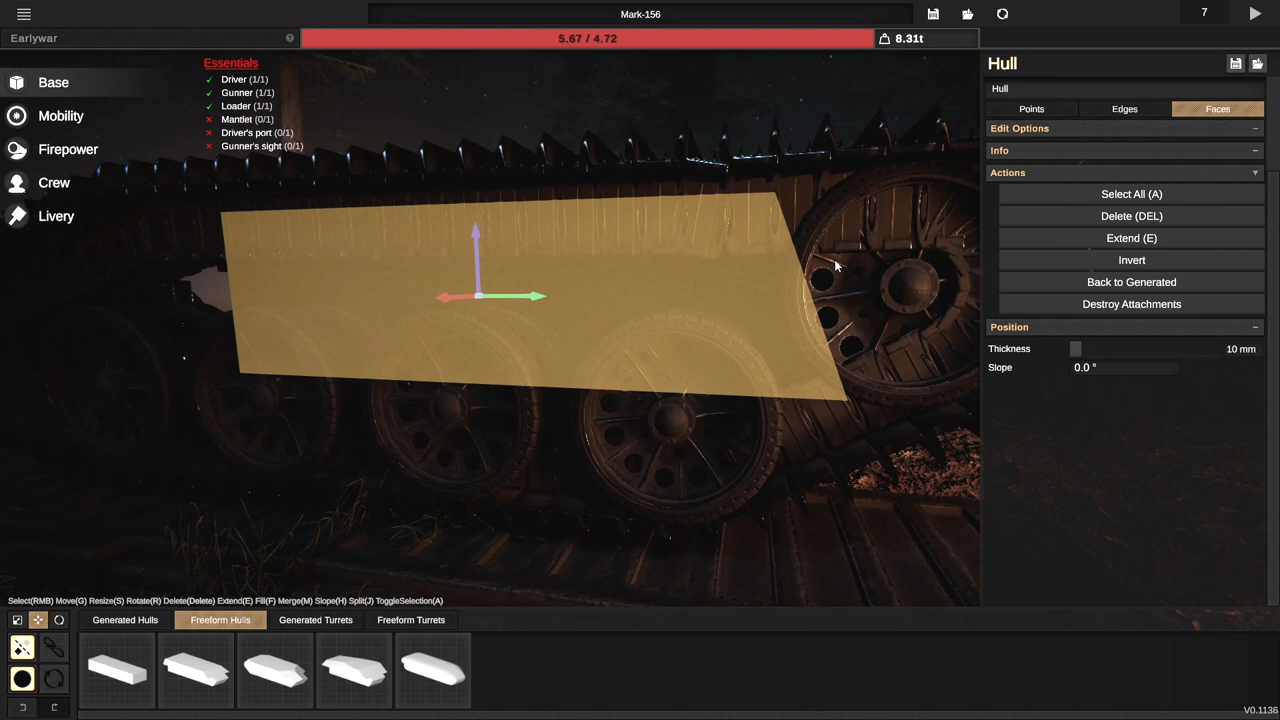 Mark-156
7
Earlywar
5.67 / 4.72
8.31t
Essentials
✓ Driver (1/1)
✓ Gunner (1/1)
✓ Loader (1/1)
× Mantlet (0/1)
× Driver's port (0/1)
× Gunner's sight (0/1)
Base
Mobility
Firepower
Crew
Livery
Hull
Hull
Points Edges Faces
Edit Options
Info
Actions
Select All (A)
Delete (DEL)
Extend (E)
Invert
Back to Generated
Destroy Attachments
Position
Thickness 10 mm
Slope 0.0 °
Select(RMB) Move(G) Resize(S) Rotate(R) Delete(Delete) Extend(E) Fill(F) Merge(M) Slope(H) Split(J) ToggleSelection(A)
Generated Hulls Freeform Hulls Generated Turrets Freeform Turrets
V0.1136